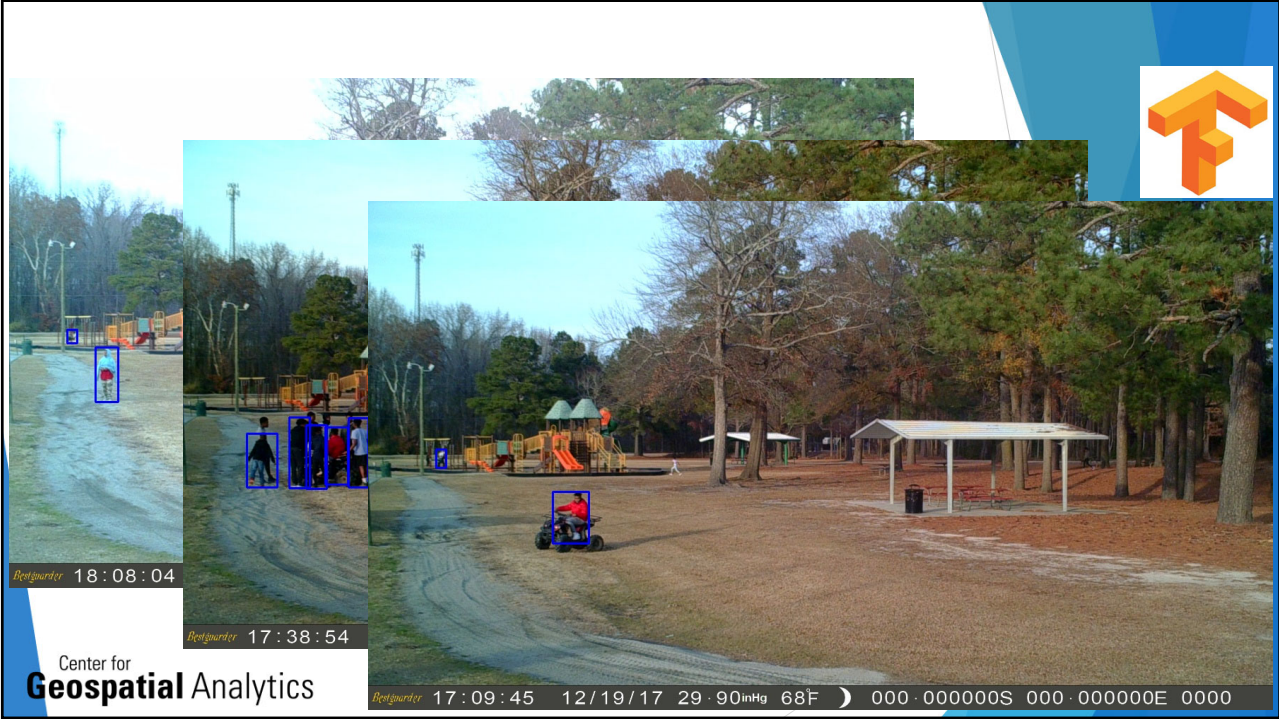 Bestguarder 18:08:04
Bestguarder 17:38:54
Bestguarder 17:09:45 12/19/17 29.90inHg 68°F 000.000000S 000.000000E 0000
Center for
Geospatial Analytics